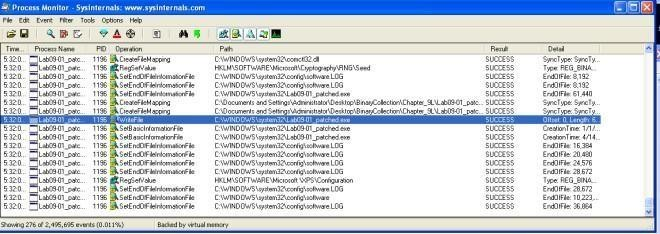 Process Monitor - Sysinternals: www.sysinternals.com
File Edit Event Filter Tools Options Help
Time... Process Name PID Operation Path Result Detail
5:32:0... Lab09-01_patc... 1196 CreateFileMapping C:\WINDOWS\system32\comctl32.dll SUCCESS SyncType: SyncTy...
5:32:0... Lab09-01_patc... 1196 RegSetValue HKLM\SOFTWARE\Microsoft\Cryptography\RNG\Seed SUCCESS Type: REG_BINA...
5:32:0... Lab09-01_patc... 1196 SetEndOfFileInformationFile C:\WINDOWS\system32\config\software.LOG SUCCESS EndOfFile: 8,192
5:32:0... Lab09-01_patc... 1196 SetEndOfFileInformationFile C:\WINDOWS\system32\config\software.LOG SUCCESS EndOfFile: 8,192
5:32:0... Lab09-01_patc... 1196 CreateFileMapping C:\Documents and Settings\Administrator\Desktop\BinaryCollection\Chapter_9L\Lab09-01_patc... SUCCESS SyncType: SyncTy...
5:32:0... Lab09-01_patc... 1196 CreateFileMapping C:\Documents and Settings\Administrator\Desktop\BinaryCollection\Chapter_9L\Lab09-01_patc... SUCCESS SyncType: SyncTy...
5:32:0... Lab09-01_patc... 1196 SetEndOfFileInformationFile C:\WINDOWS\system32\Lab09-01_patched.exe SUCCESS EndOfFile: 61,440
5:32:0... Lab09-01_patc... 1196 WriteFile C:\WINDOWS\system32\Lab09-01_patched.exe SUCCESS Offset: 0, Length: 6...
5:32:0... Lab09-01_patc... 1196 SetBasicInformationFile C:\WINDOWS\system32\Lab09-01_patched.exe SUCCESS CreationTime: 1/1/...
5:32:0... Lab09-01_patc... 1196 SetBasicInformationFile C:\WINDOWS\system32\Lab09-01_patched.exe SUCCESS CreationTime: 4/14...
5:32:0... Lab09-01_patc... 1196 SetEndOfFileInformationFile C:\WINDOWS\system32\config\software.LOG SUCCESS EndOfFile: 16,384
5:32:0... Lab09-01_patc... 1196 SetEndOfFileInformationFile C:\WINDOWS\system32\config\software.LOG SUCCESS EndOfFile: 20,480
5:32:0... Lab09-01_patc... 1196 SetEndOfFileInformationFile C:\WINDOWS\system32\config\software.LOG SUCCESS EndOfFile: 24,576
5:32:0... Lab09-01_patc... 1196 SetEndOfFileInformationFile C:\WINDOWS\system32\config\software.LOG SUCCESS EndOfFile: 28,672
5:32:0... Lab09-01_patc... 1196 RegSetValue HKLM\SOFTWARE\Microsoft \XPS\Configuration SUCCESS Type: REG_BINA...
5:32:0... Lab09-01_patc... 1196 SetEndOfFileInformationFile C:\WINDOWS\system32\config\software.LOG SUCCESS EndOfFile: 28,672
5:32:0... Lab09-01_patc... 1196 SetEndOfFileInformationFile C:\WINDOWS\system32\config\software SUCCESS EndOfFile: 10,223,...
5:32:0... Lab09-01_patc... 1196 SetEndOfFileInformationFile C:\WINDOWS\system32\config\software.LOG SUCCESS EndOfFile: 36,864
Showing 276 of 2,495,695 events (0.011%) Backed by virtual memory